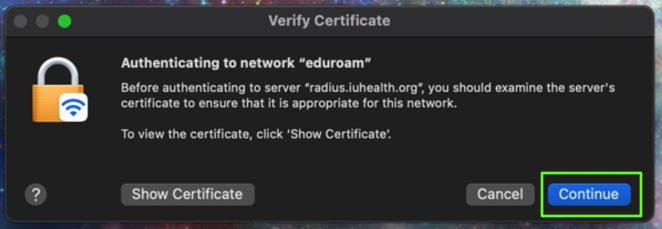 Verify Certificate
Authenticating to network “eduroam”
Before authenticating to server “radius.iuhealth.org”, you should examine the server's
certificate to ensure that it is appropriate for this network.
To view the certificate, click ‘Show Certificate’.
? Show Certificate Cancel Continue